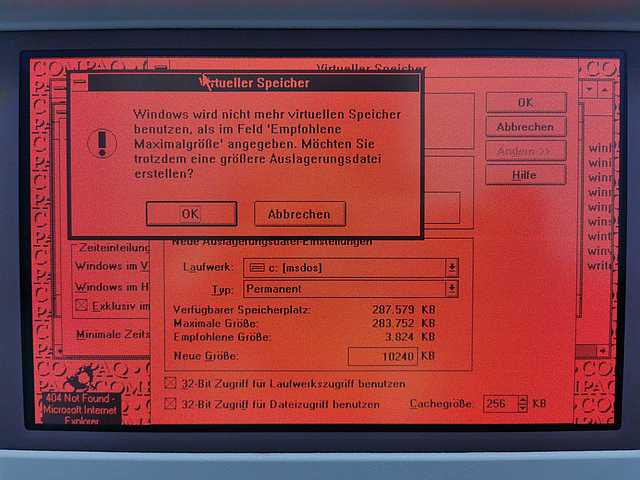 COMPAQ
Virtueller Speicher
Virtueller Speicher
Windows wird nicht mehr virtuellen Speicher
benutzen, als im Feld 'Empfohlene
Maximalgröße' angegeben. Möchten Sie
trotzdem eine größere Auslagerungsdatei
erstellen?
OK
Abbrechen
OK
Abbrechen
Ändern >>
Hilfe
Zeiteinteilung
Windows im V
Windows im H
Exklusiv im
Minimale Zeits
Neue Auslagerungsdatei-Einstellungen
Laufwerk: c: [msdos]
Typ: Permanent
Verfügbarer Speicherplatz: 287.579 KB
Maximale Größe: 283.752 KB
Empfohlene Größe: 3.824 KB
Neue Größe: 10240 KB
32-Bit Zugriff für Laufwerkszugriff benutzen
32-Bit Zugriff für Dateizugriff benutzen
Cachegröße: 256 KB
404 Not Found -
Microsoft Internet
Explorer
write